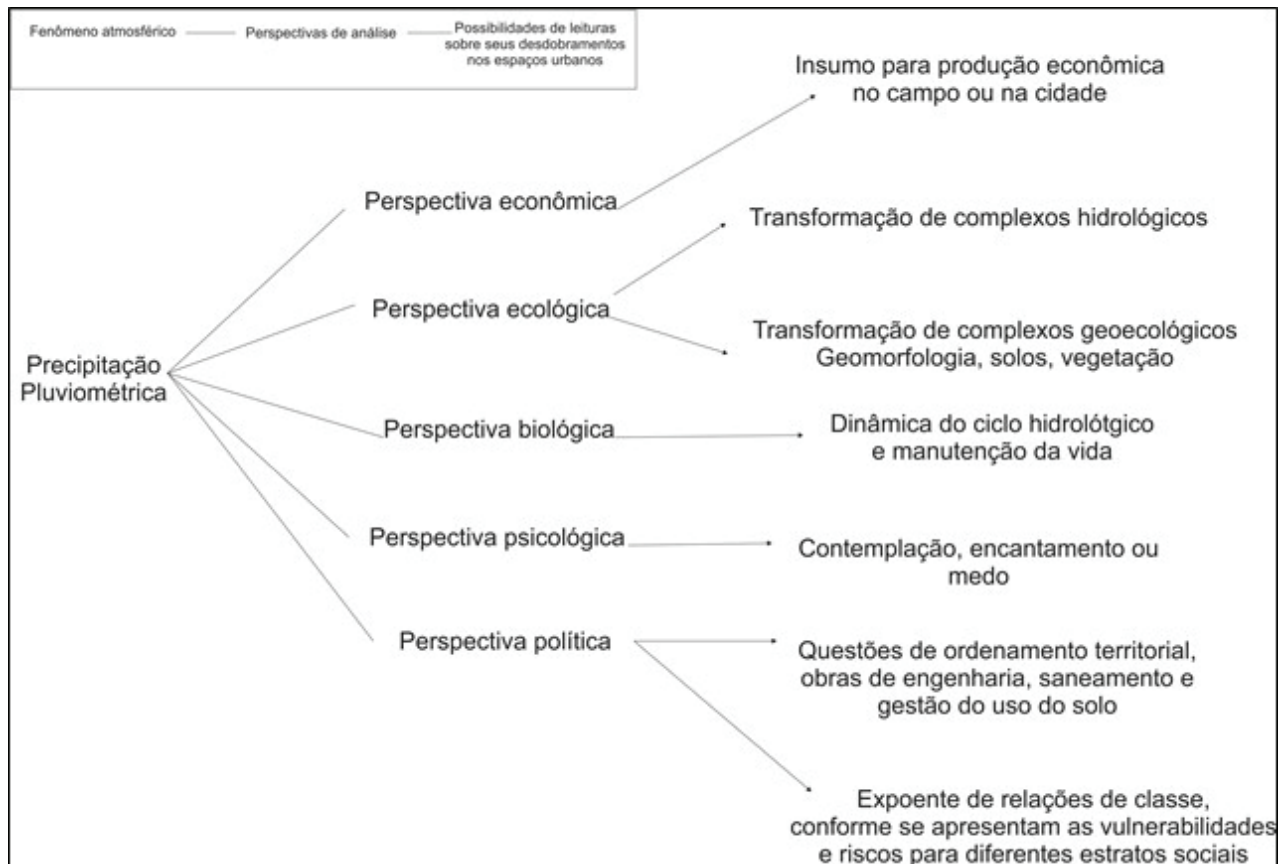 Fenômeno atmosférico
Perspectivas de análise
Possibilidades de leituras
sobre seus desdobramentos
nos espaços urbanos
Precipitação
Pluviométrica
Perspectiva econômica
Insumo para produção econômica
no campo ou na cidade
Perspectiva ecológica
Transformação de complexos hidrológicos
Transformação de complexos geoecológicos
Geomorfologia, solos, vegetação
Perspectiva biológica
Dinâmica do ciclo hidrolótgico
e manutenção da vida
Perspectiva psicológica
Contemplação, encantamento ou
medo
Perspectiva política
Questões de ordenamento territorial,
obras de engenharia, saneamento e
gestão do uso do solo
Expoente de relações de classe,
conforme se apresentam as vulnerabilidades
e riscos para diferentes estratos sociais